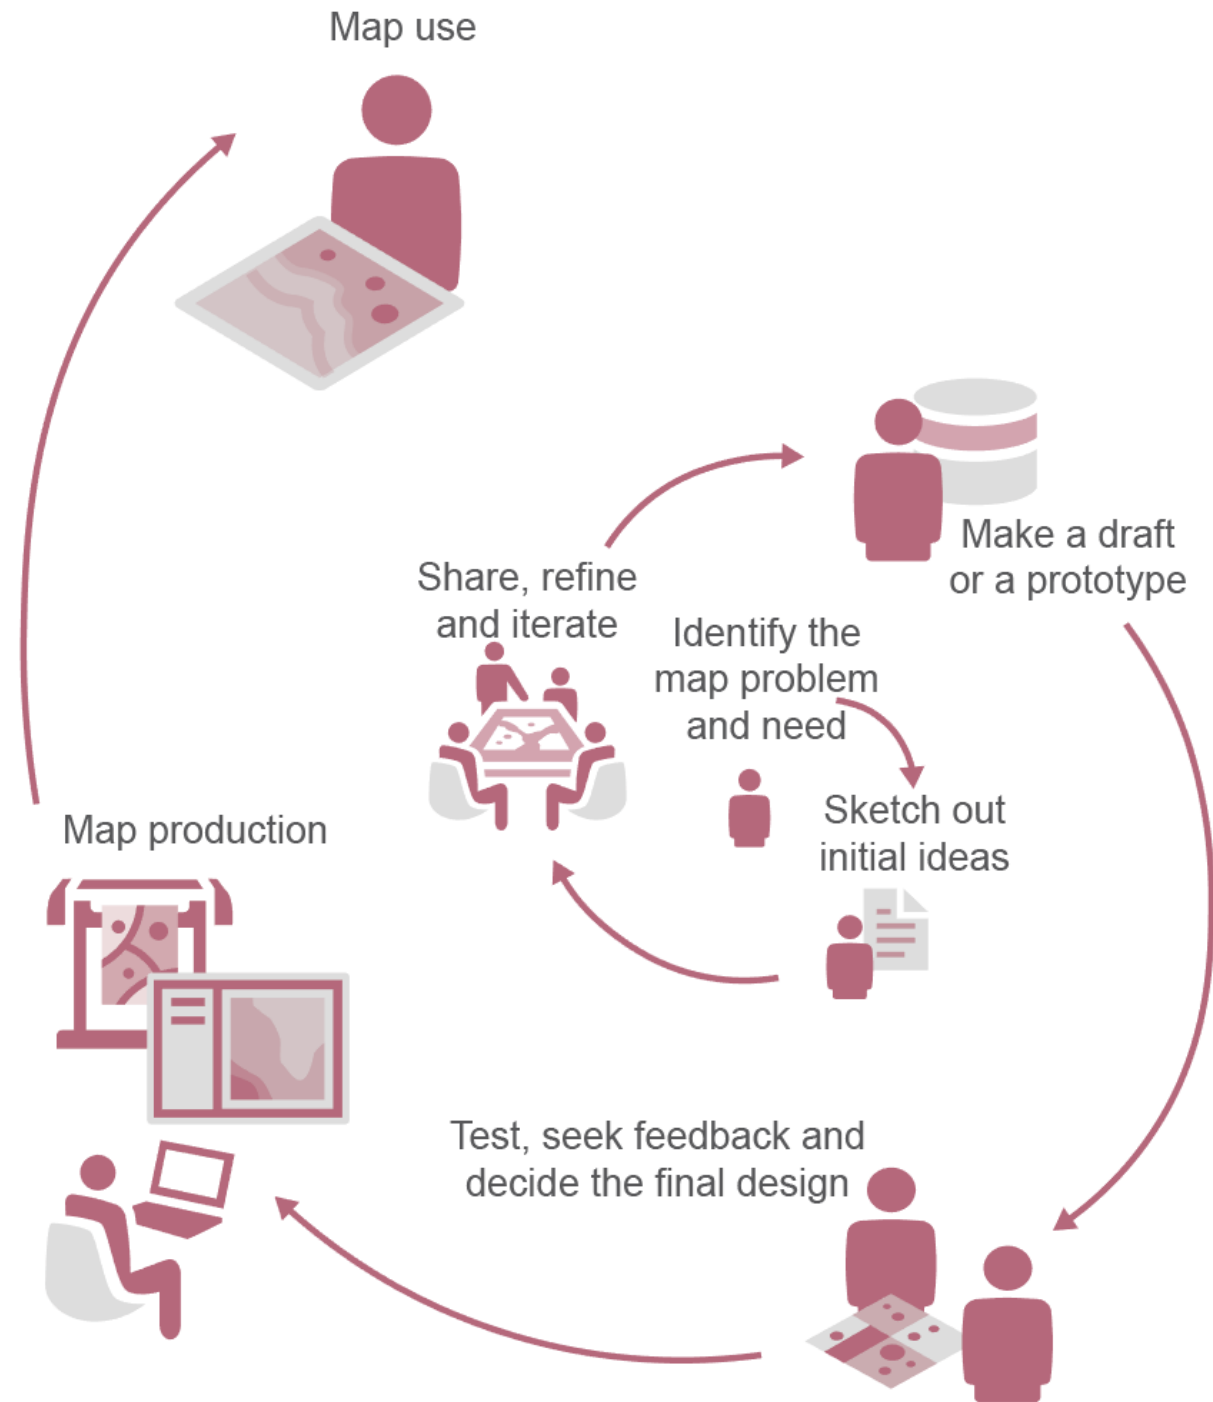 Map use
Share, refine
and iterate
Make a draft
or a prototype
Identify the
map problem
and need
Sketch out
initial ideas
Map production
Test, seek feedback and
decide the final design